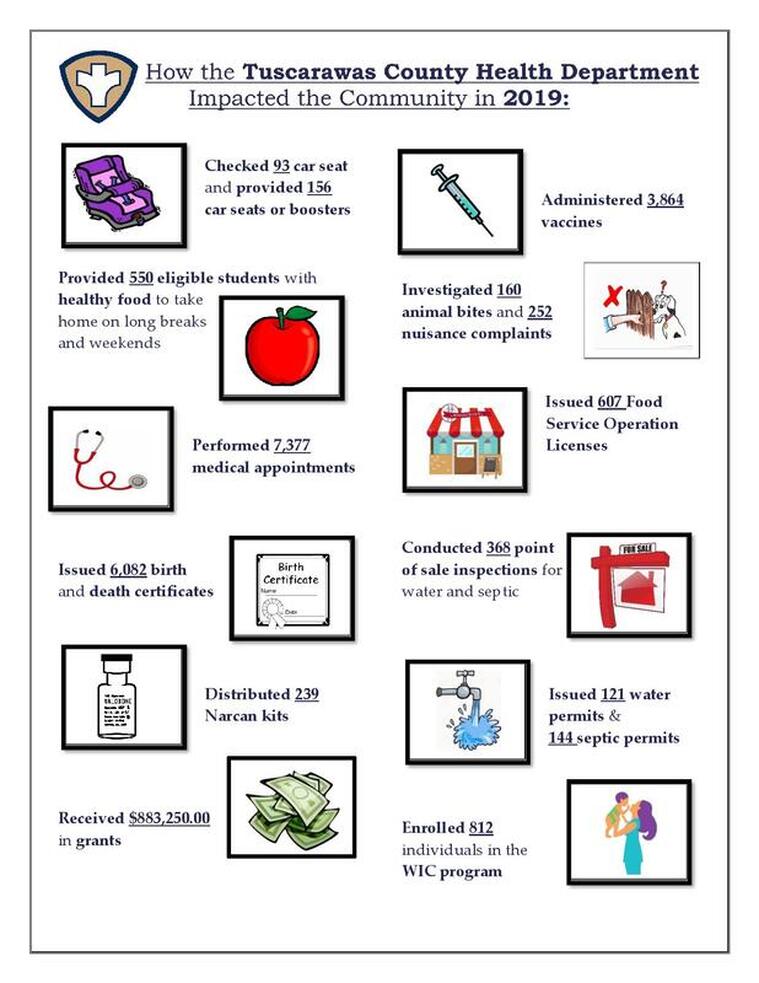 How the Tuscarawas County Health Department
Impacted the Community in 2019:
Checked 93 car seat
and provided 156
car seats or boosters
Administered 3,864
vaccines
Provided 550 eligible students with
healthy food to take
home on long breaks
and weekends
Investigated 160
animal bites and 252
nuisance complaints
Performed 7,377
medical appointments
Issued 607 Food
Service Operation
Licenses
Issued 6,082 birth
and death certificates
Birth
Certificate
Name
Date
Conducted 368 point
of sale inspections for
water and septic
FOR SALE
NALOXONE
Distributed 239
Narcan kits
Issued 121 water
permits &
144 septic permits
Received $883,250.00
in grants
Enrolled 812
individuals in the
WIC program